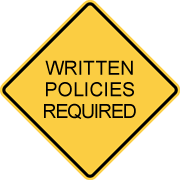 WRITTEN
POLICIES
REQUIRED